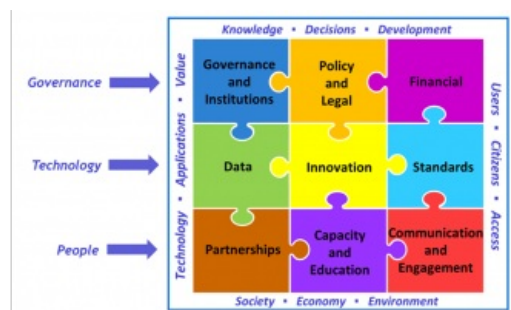 Knowledge • Decisions • Development
Governance
Technology
People
Technology • Applications • Value
Governance
and
Institutions
Policy
and
Legal
Financial
Data
Innovation
Standards
Partnerships
Capacity
and
Education
Communication
and
Engagement
Users • Citizens • Access
Society • Economy • Environment